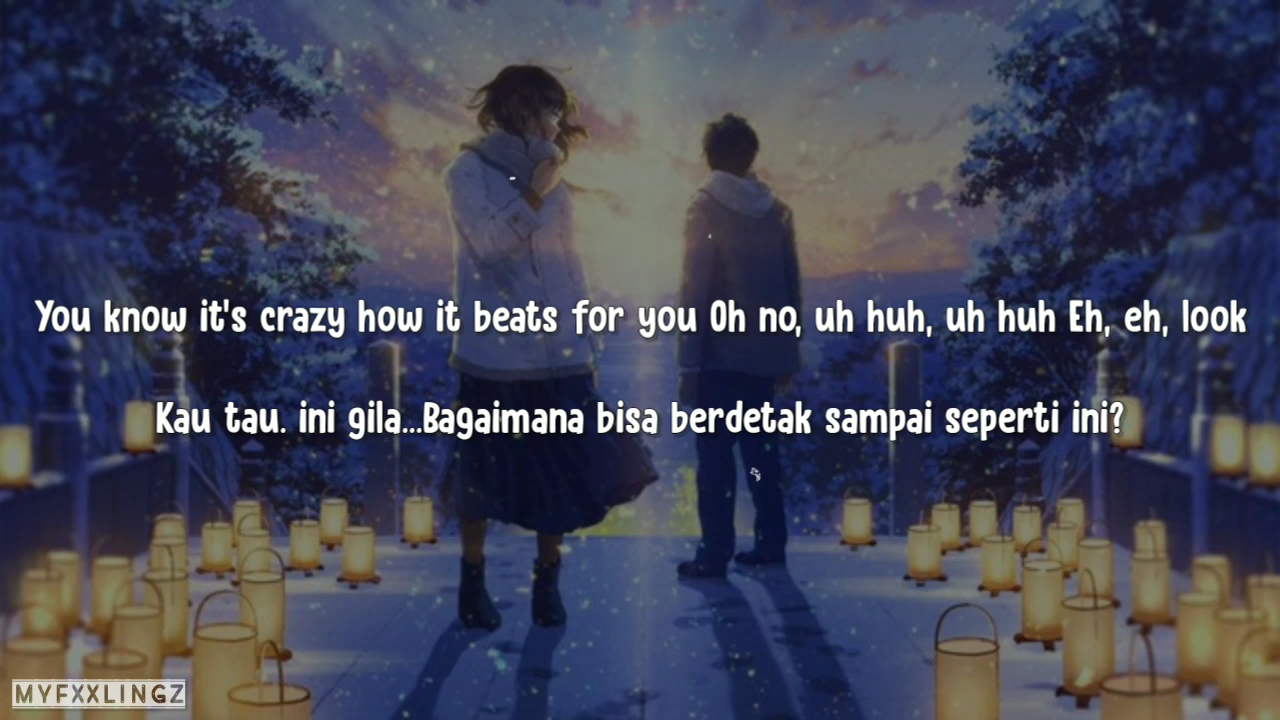 You know it's crazy how it beats for you Oh no, uh huh, uh huh Eh, eh, look
Kau tau. ini gila...Bagaimana bisa berdetak sampai seperti ini?
MYFXXLINGZ